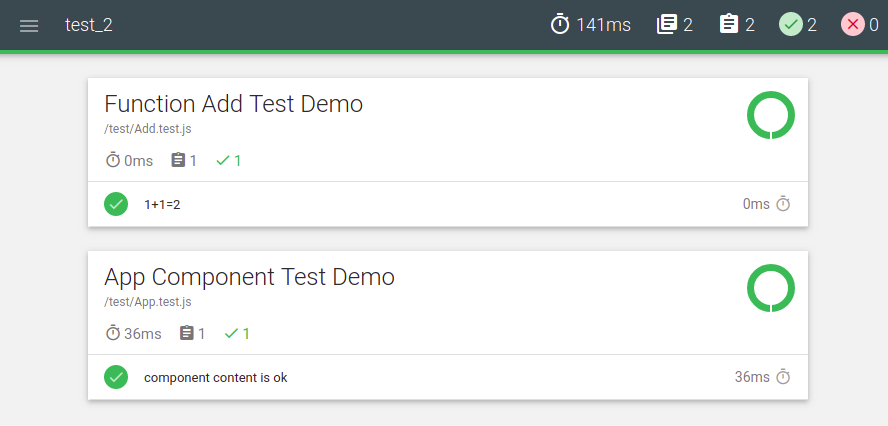 test_2 141ms 2 2 2 0
Function Add Test Demo
/test/Add.test.js
0ms 1 1
1+1=2 0ms
App Component Test Demo
/test/App.test.js
36ms 1 1
component content is ok 36ms